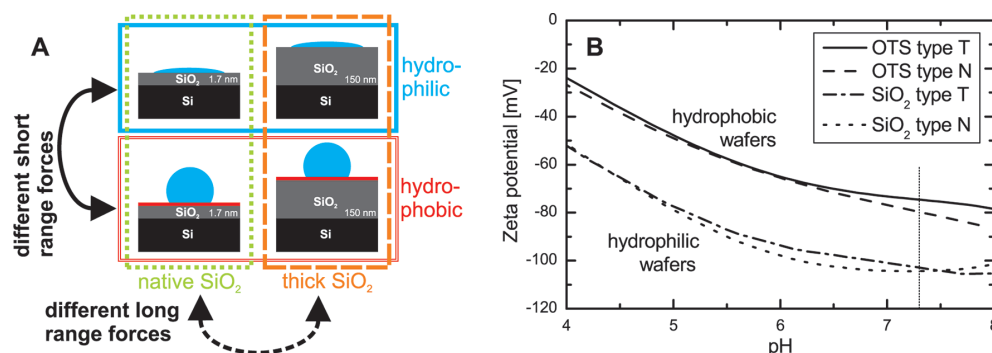 A
SiO₂ 1.7 nm
Si
SiO₂
150 nm
Si
hydro-
philic
different short
range forces
SiO₂ 1.7 nm
Si
SiO₂
150 nm
Si
hydro-
phobic
native SiO₂
thick SiO₂
different long
range forces
B
OTS type T
OTS type N
SiO₂ type T
SiO₂ type N
hydrophobic
wafers
hydrophilic
wafers
Zeta potential [mV]
0
-20
-40
-60
-80
-100
-120
4
5
6
7
8
pH